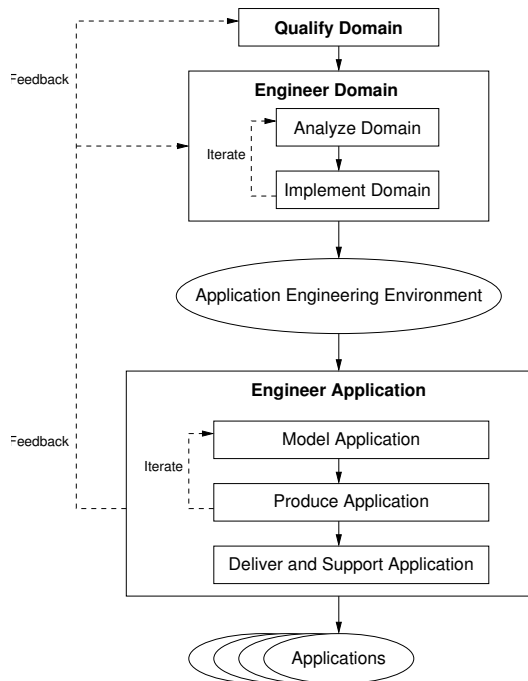 Qualify Domain
Feedback
Engineer Domain
Analyze Domain
Iterate
Implement Domain
Application Engineering Environment
Engineer Application
Model Application
Feedback
Iterate
Produce Application
Deliver and Support Application
Applications